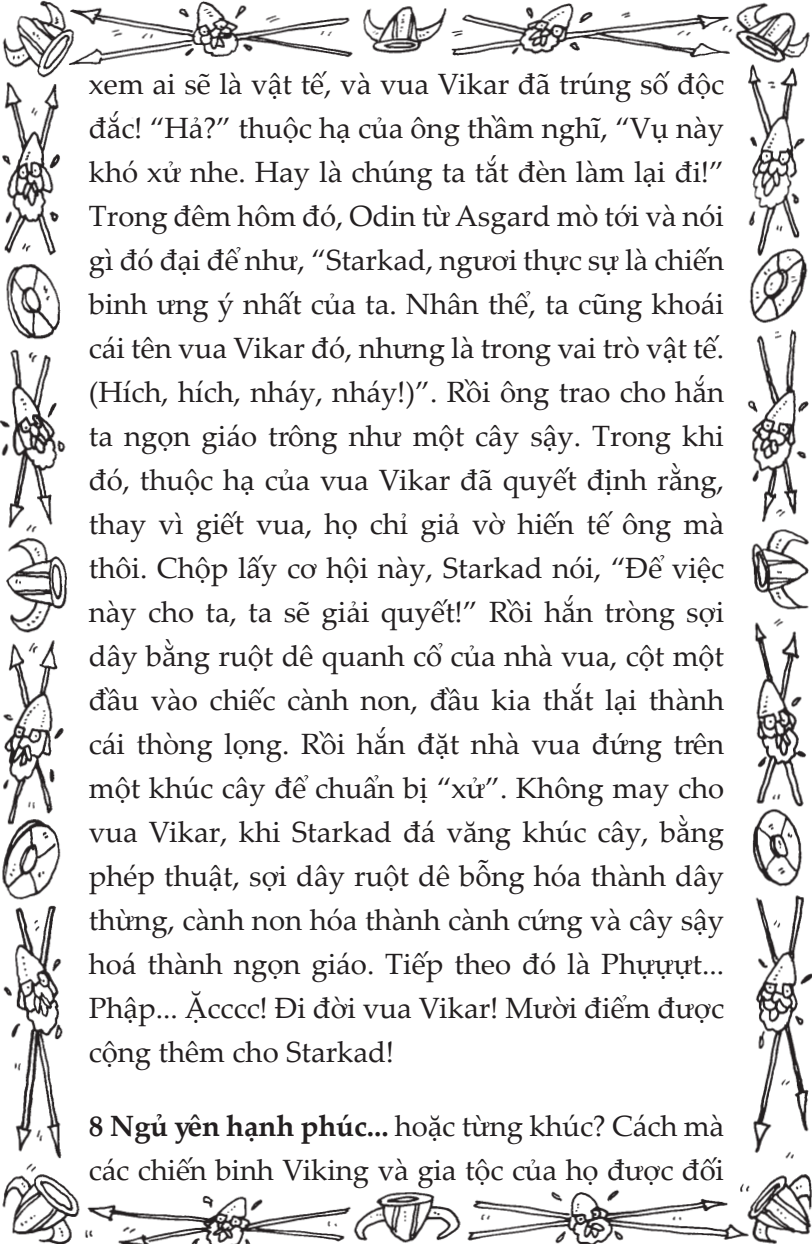 xem ai sẽ là vật tế, và vua Vikar đã trúng số độc
đắc! “Hả?” thuộc hạ của ông thầm nghĩ, “Vụ này
khó xử nhe. Hay là chúng ta tắt đèn làm lại đi!”
Trong đêm hôm đó, Odin từ Asgard mò tới và nói
gì đó đại để như, “Starkad, ngươi thực sự là chiến
binh ưng ý nhất của ta. Nhân thể, ta cũng khoái
cái tên vua Vikar đó, nhưng là trong vai trò vật tế.
(Hích, hích, nháy, nháy!)”. Rồi ông trao cho hắn
ta ngọn giáo trông như một cây sậy. Trong khi
đó, thuộc hạ của vua Vikar đã quyết định rằng,
thay vì giết vua, họ chỉ giả vờ hiến tế ông mà
thôi. Chộp lấy cơ hội này, Starkad nói, “Để việc
này cho ta, ta sẽ giải quyết!” Rồi hắn tròng sợi
dây bằng ruột dê quanh cổ của nhà vua, cột một
đầu vào chiếc cành non, đầu kia thắt lại thành
cái thòng lọng. Rồi hắn đặt nhà vua đứng trên
một khúc cây để chuẩn bị “xử”. Không may cho
vua Vikar, khi Starkad đá văng khúc cây, bằng
phép thuật, sợi dây ruột dê bỗng hóa thành dây
thừng, cành non hóa thành cành cứng và cây sậy
hoá thành ngọn giáo. Tiếp theo đó là Phựựựt...
Phập... Ặcccc! Đi đời vua Vikar! Mười điểm được
cộng thêm cho Starkad!
8 Ngủ yên hạnh phúc... hoặc từng khúc? Cách mà
các chiến binh Viking và gia tộc của họ được đối